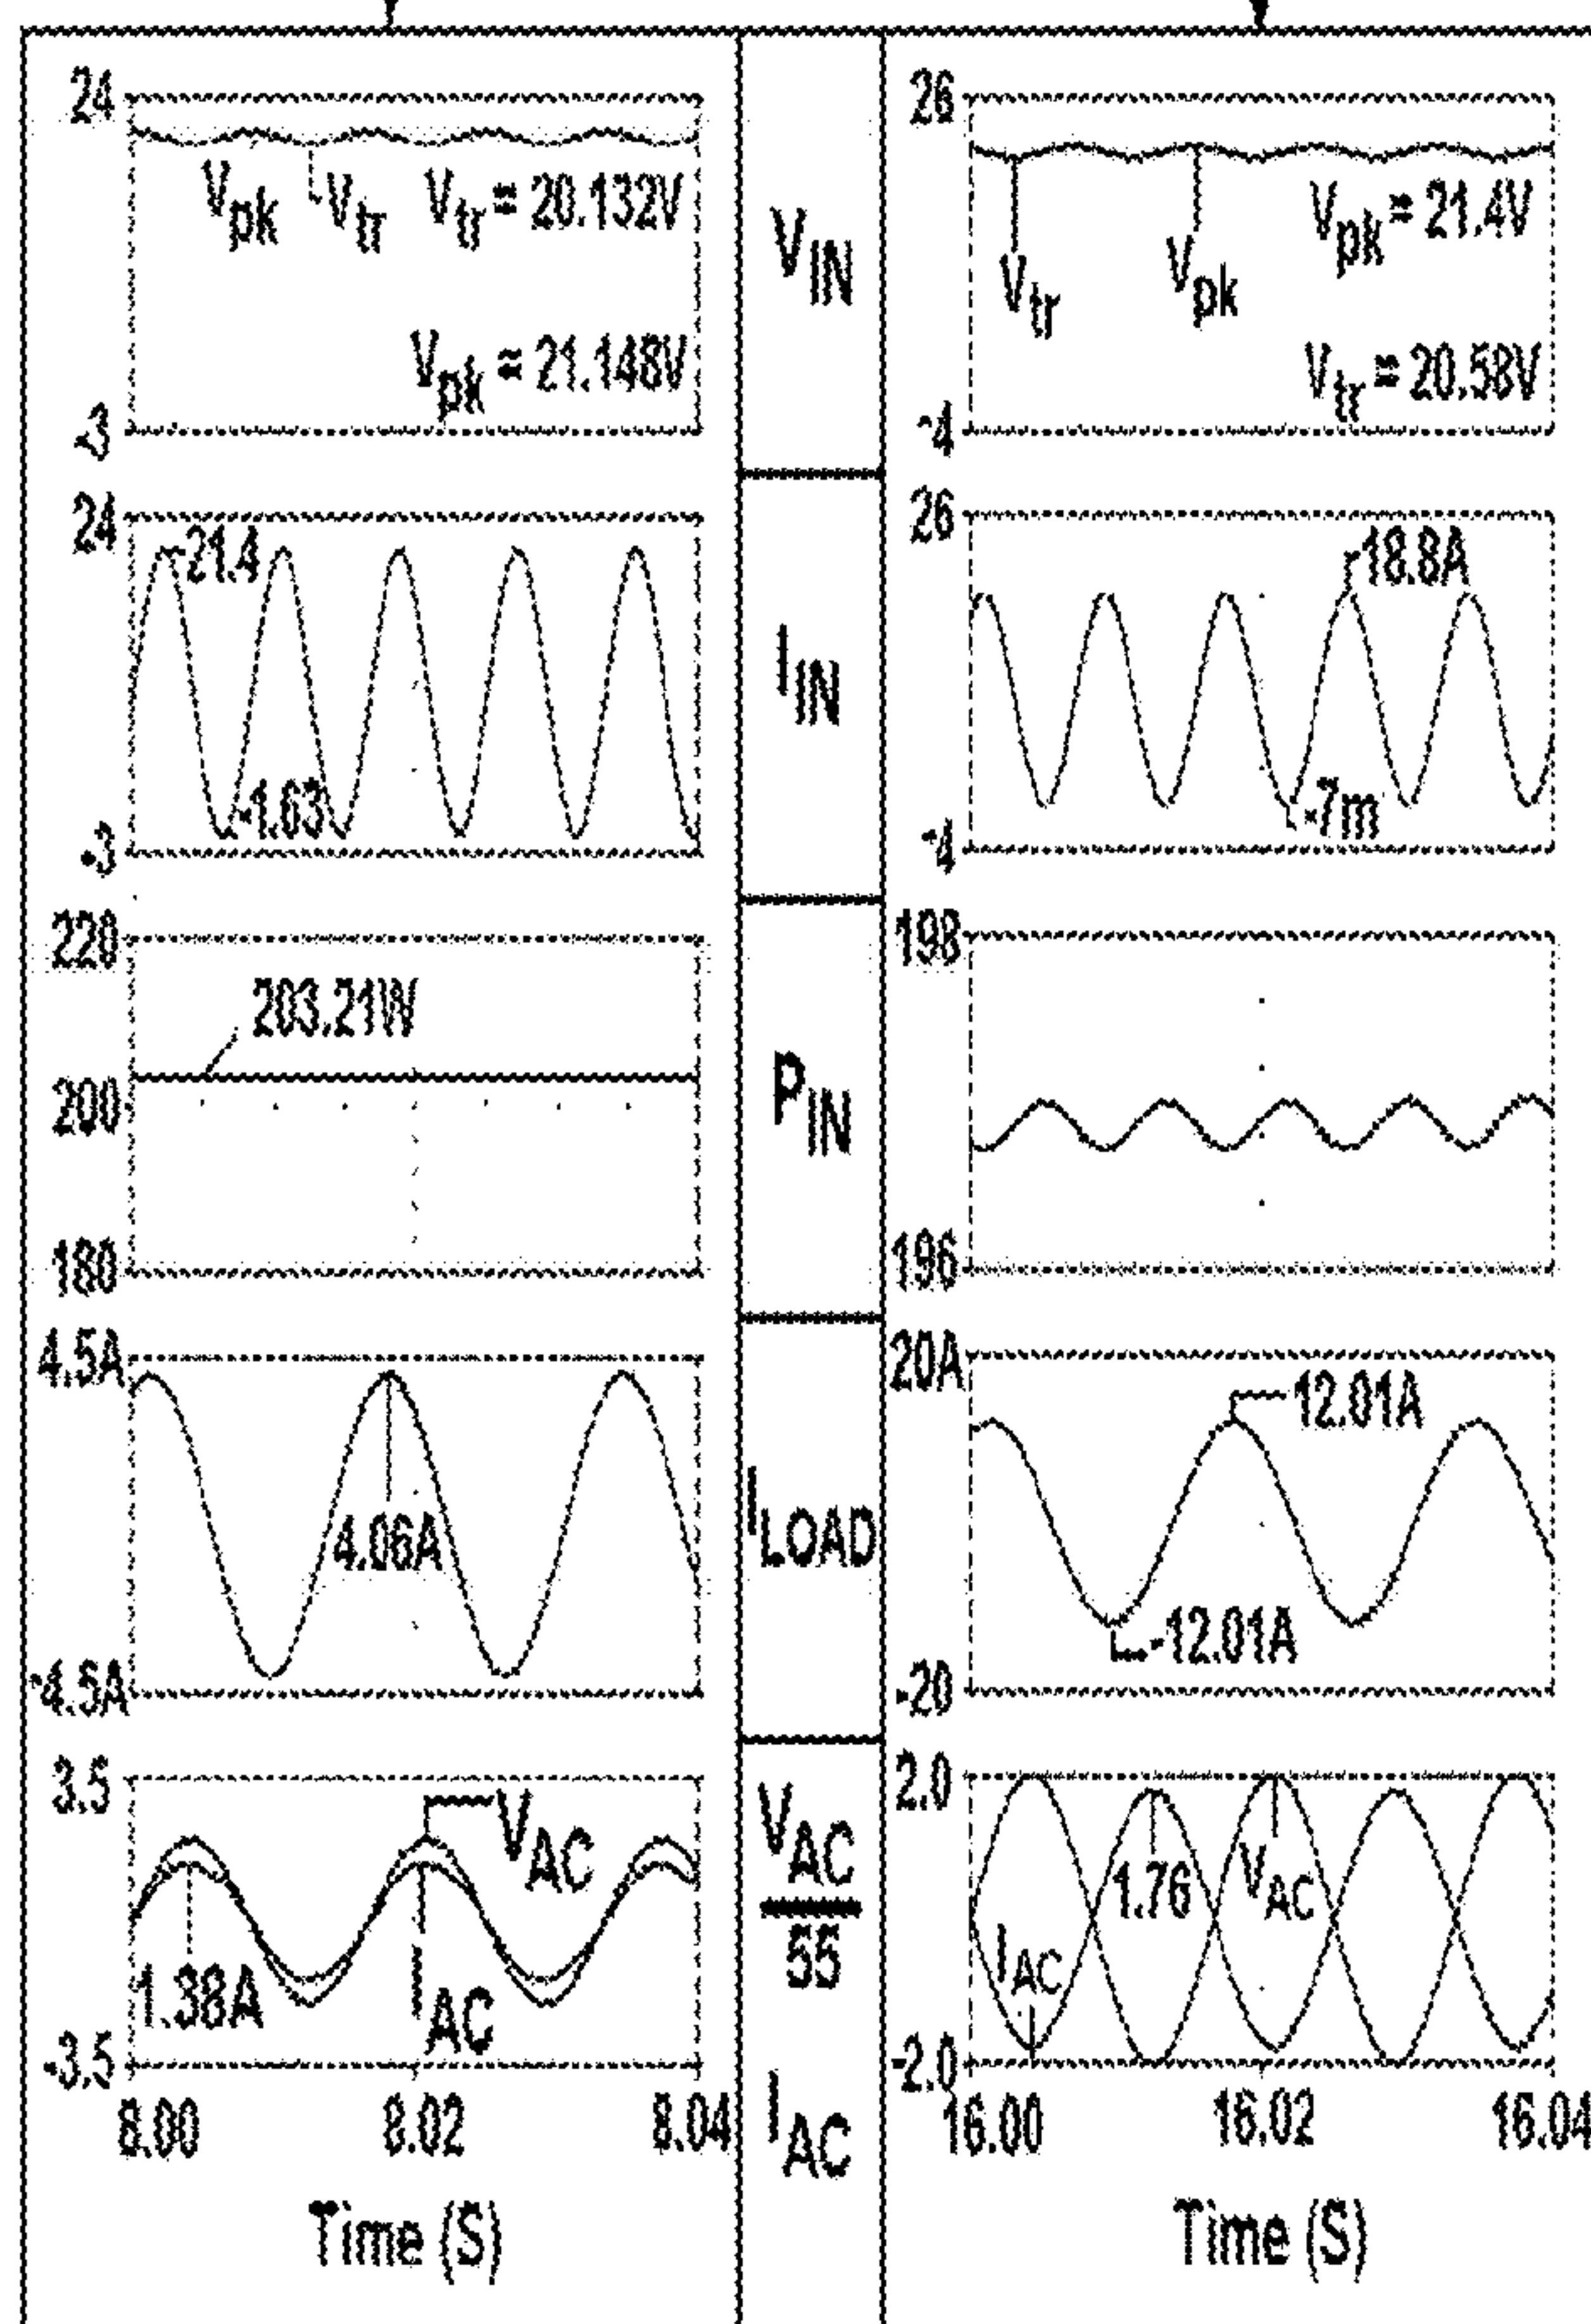 24
V_pk V_tr V_tr = 20.132V
V_pk = 21.148V
-3
V_IN
26
V_pk = 21.4V
V_tr
V_pk
V_tr = 20.58V
-4
24
21.4
-1.63
-3
I_IN
26
18.8A
-7m
-4
220
203.21W
200
180
P_IN
198
196
4.5A
4.06A
-4.5A
I_LOAD
20A
12.01A
-12.01A
-20
3.5
V_AC
1.38A
I_AC
-3.5
8.00 8.02 8.04
Time (S)
V_AC
55
I_AC
2.0
1.76
V_AC
I_AC
-2.0
16.00 16.02 16.04
Time (S)